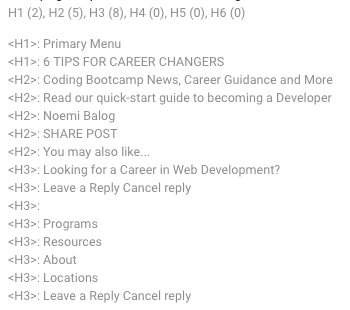 H1 (2), H2 (5), H3 (8), H4 (0), H5 (0), H6 (0)
<H1>: Primary Menu
<H1>: 6 TIPS FOR CAREER CHANGERS
<H2>: Coding Bootcamp News, Career Guidance and More
<H2>: Read our quick-start guide to becoming a Developer
<H2>: Noemi Balog
<H2>: SHARE POST
<H2>: You may also like...
<H3>: Looking for a Career in Web Development?
<H3>: Leave a Reply Cancel reply
<H3>:
<H3>: Programs
<H3>: Resources
<H3>: About
<H3>: Locations
<H3>: Leave a Reply Cancel reply